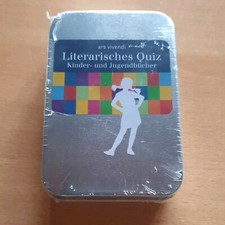 ars vivendi
Literarisches Quiz
Kinder- und Jugendbücher